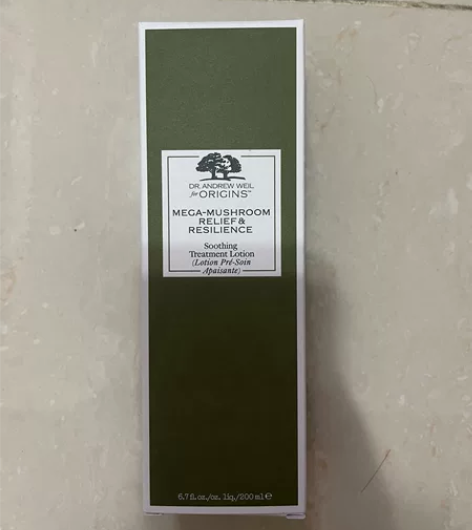 DR. ANDREW WEIL
for ORIGINS™
MEGA-MUSHROOM
RELIEF &
RESILIENCE
Soothing
Treatment Lotion
(Lotion Pré-Soin
Apaisante)
6.7 fl. oz./oz. liq./200 ml ℮